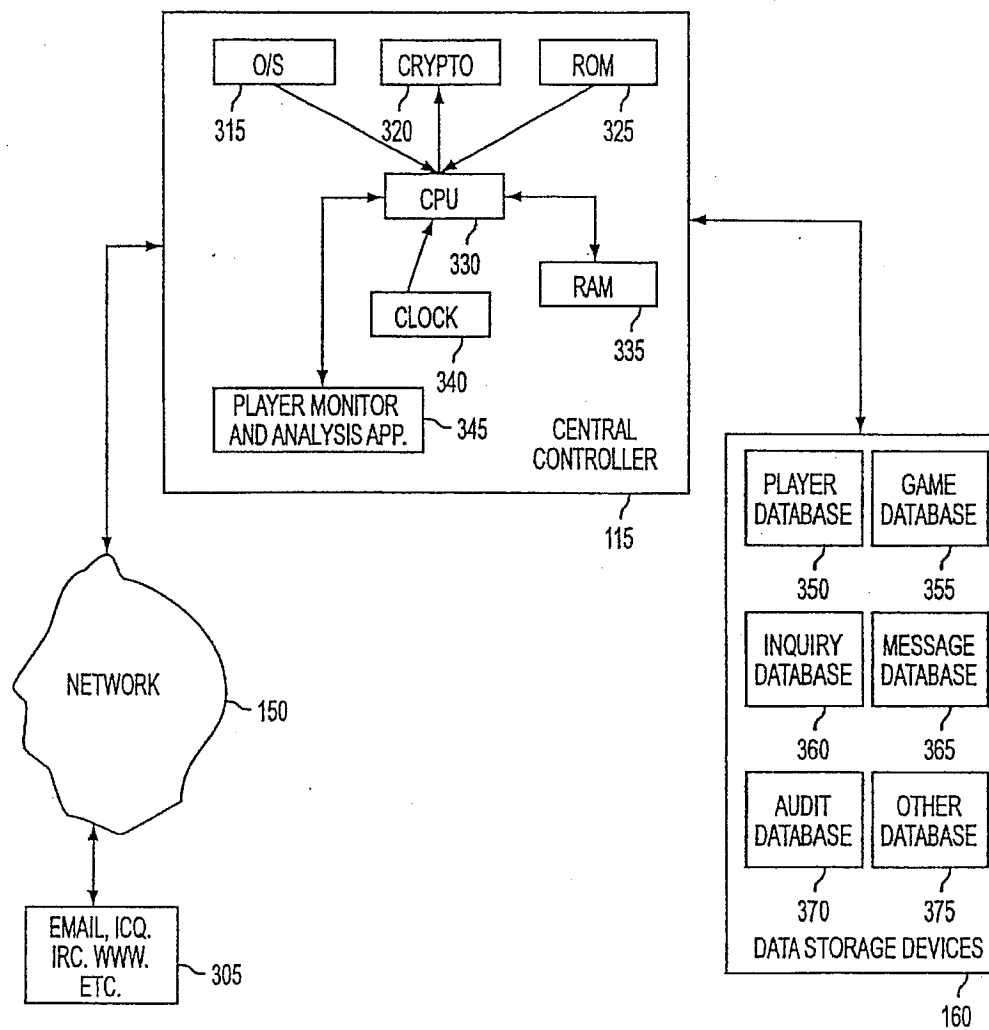 O/S
CRYPTO
ROM
315
320
325
CPU
330
RAM
335
CLOCK
340
PLAYER MONITOR
AND ANALYSIS APP.
345
CENTRAL
CONTROLLER
115
PLAYER
DATABASE
350
GAME
DATABASE
355
INQUIRY
DATABASE
360
MESSAGE
DATABASE
365
AUDIT
DATABASE
370
OTHER
DATABASE
375
DATA STORAGE DEVICES
160
NETWORK
150
EMAIL, ICQ.
IRC. WWW.
ETC.
305